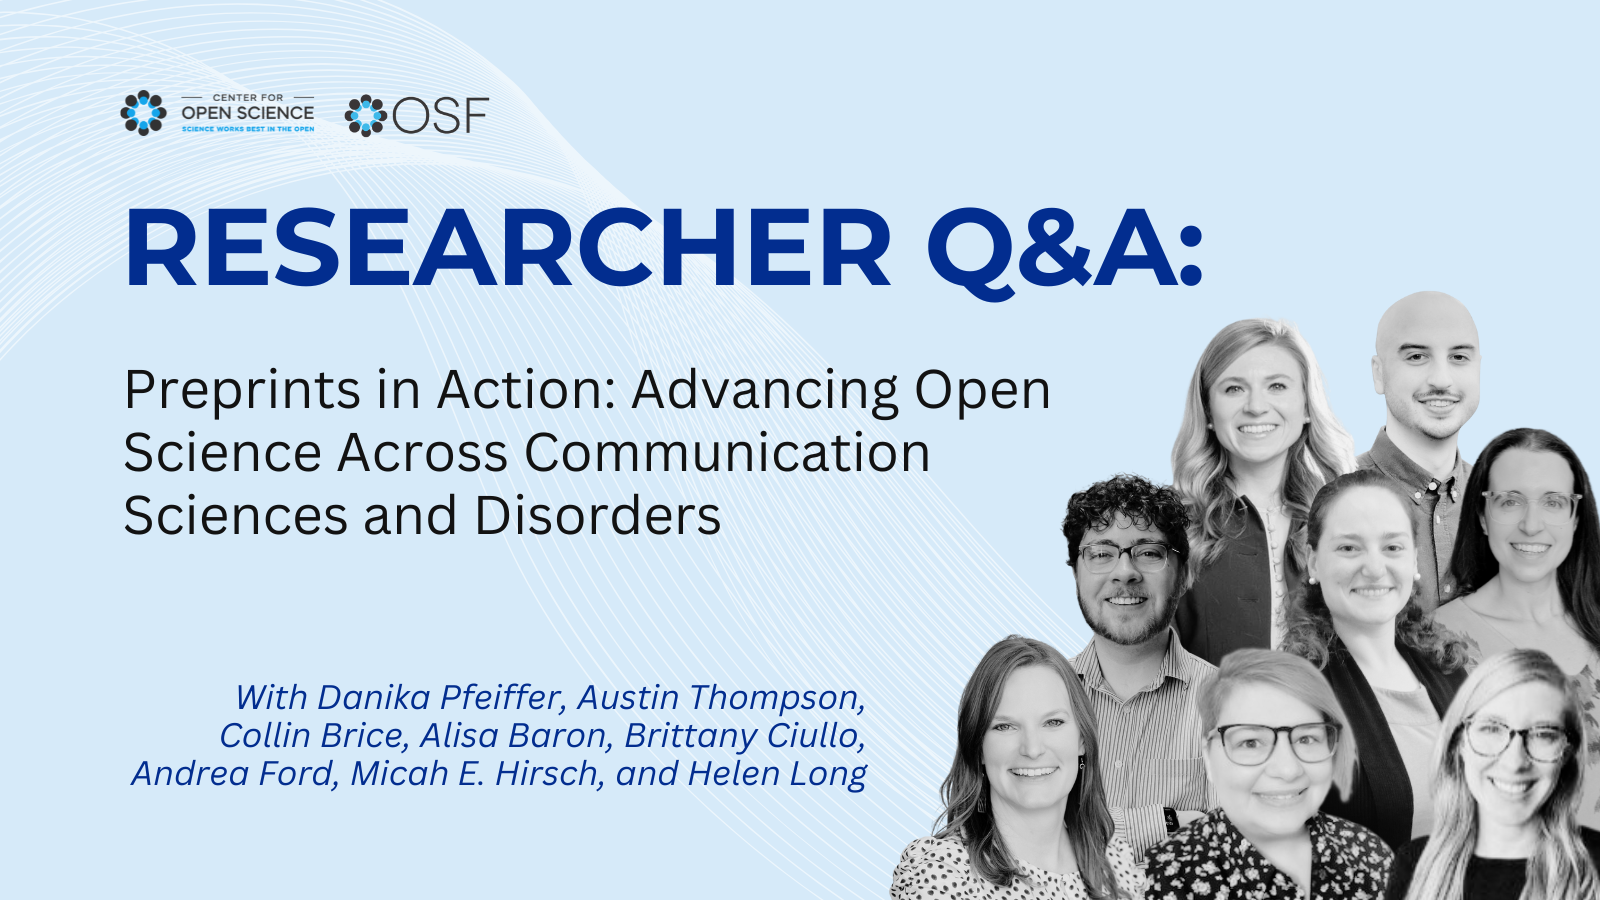 CENTER FOR
OPEN SCIENCE
SCIENCE WORKS BEST IN THE OPEN
OSF
RESEARCHER Q&A:
Preprints in Action: Advancing Open
Science Across Communication
Sciences and Disorders
With Danika Pfeiffer, Austin Thompson,
Collin Brice, Alisa Baron, Brittany Ciullo,
Andrea Ford, Micah E. Hirsch, and Helen Long